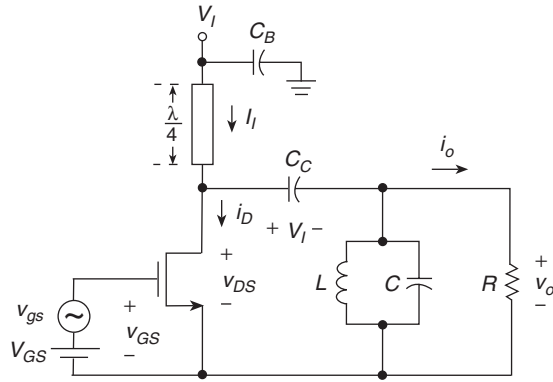 V_I
C_B
λ/4
I_I
C_C
i_o
i_D
+ V_I −
+
v_DS
−
L
C
R
+
v_o
−
v_gs
~
V_GS
+
v_GS
−